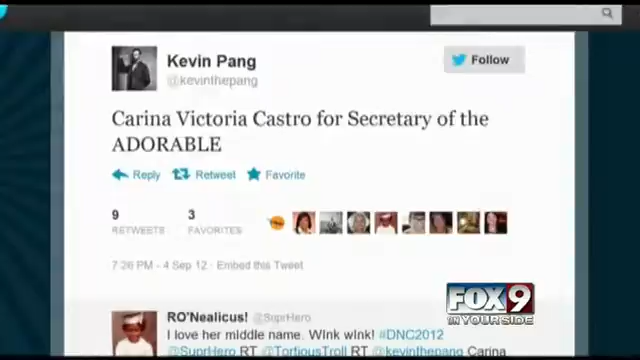 Kevin Pang
@kevinthepang
Follow
Carina Victoria Castro for Secretary of the
ADORABLE
Reply Retweet Favorite
9 3
RETWEETS FAVORITES
7:26 PM - 4 Sep 12 · Embed this Tweet
RO'Nealicus! @SuprHero
I love her middle name. WInk wink! #DNC2012
@SuprHero RT @TortiousTroll RT @kevinthepang Carina
FOX 9
ON YOUR SIDE